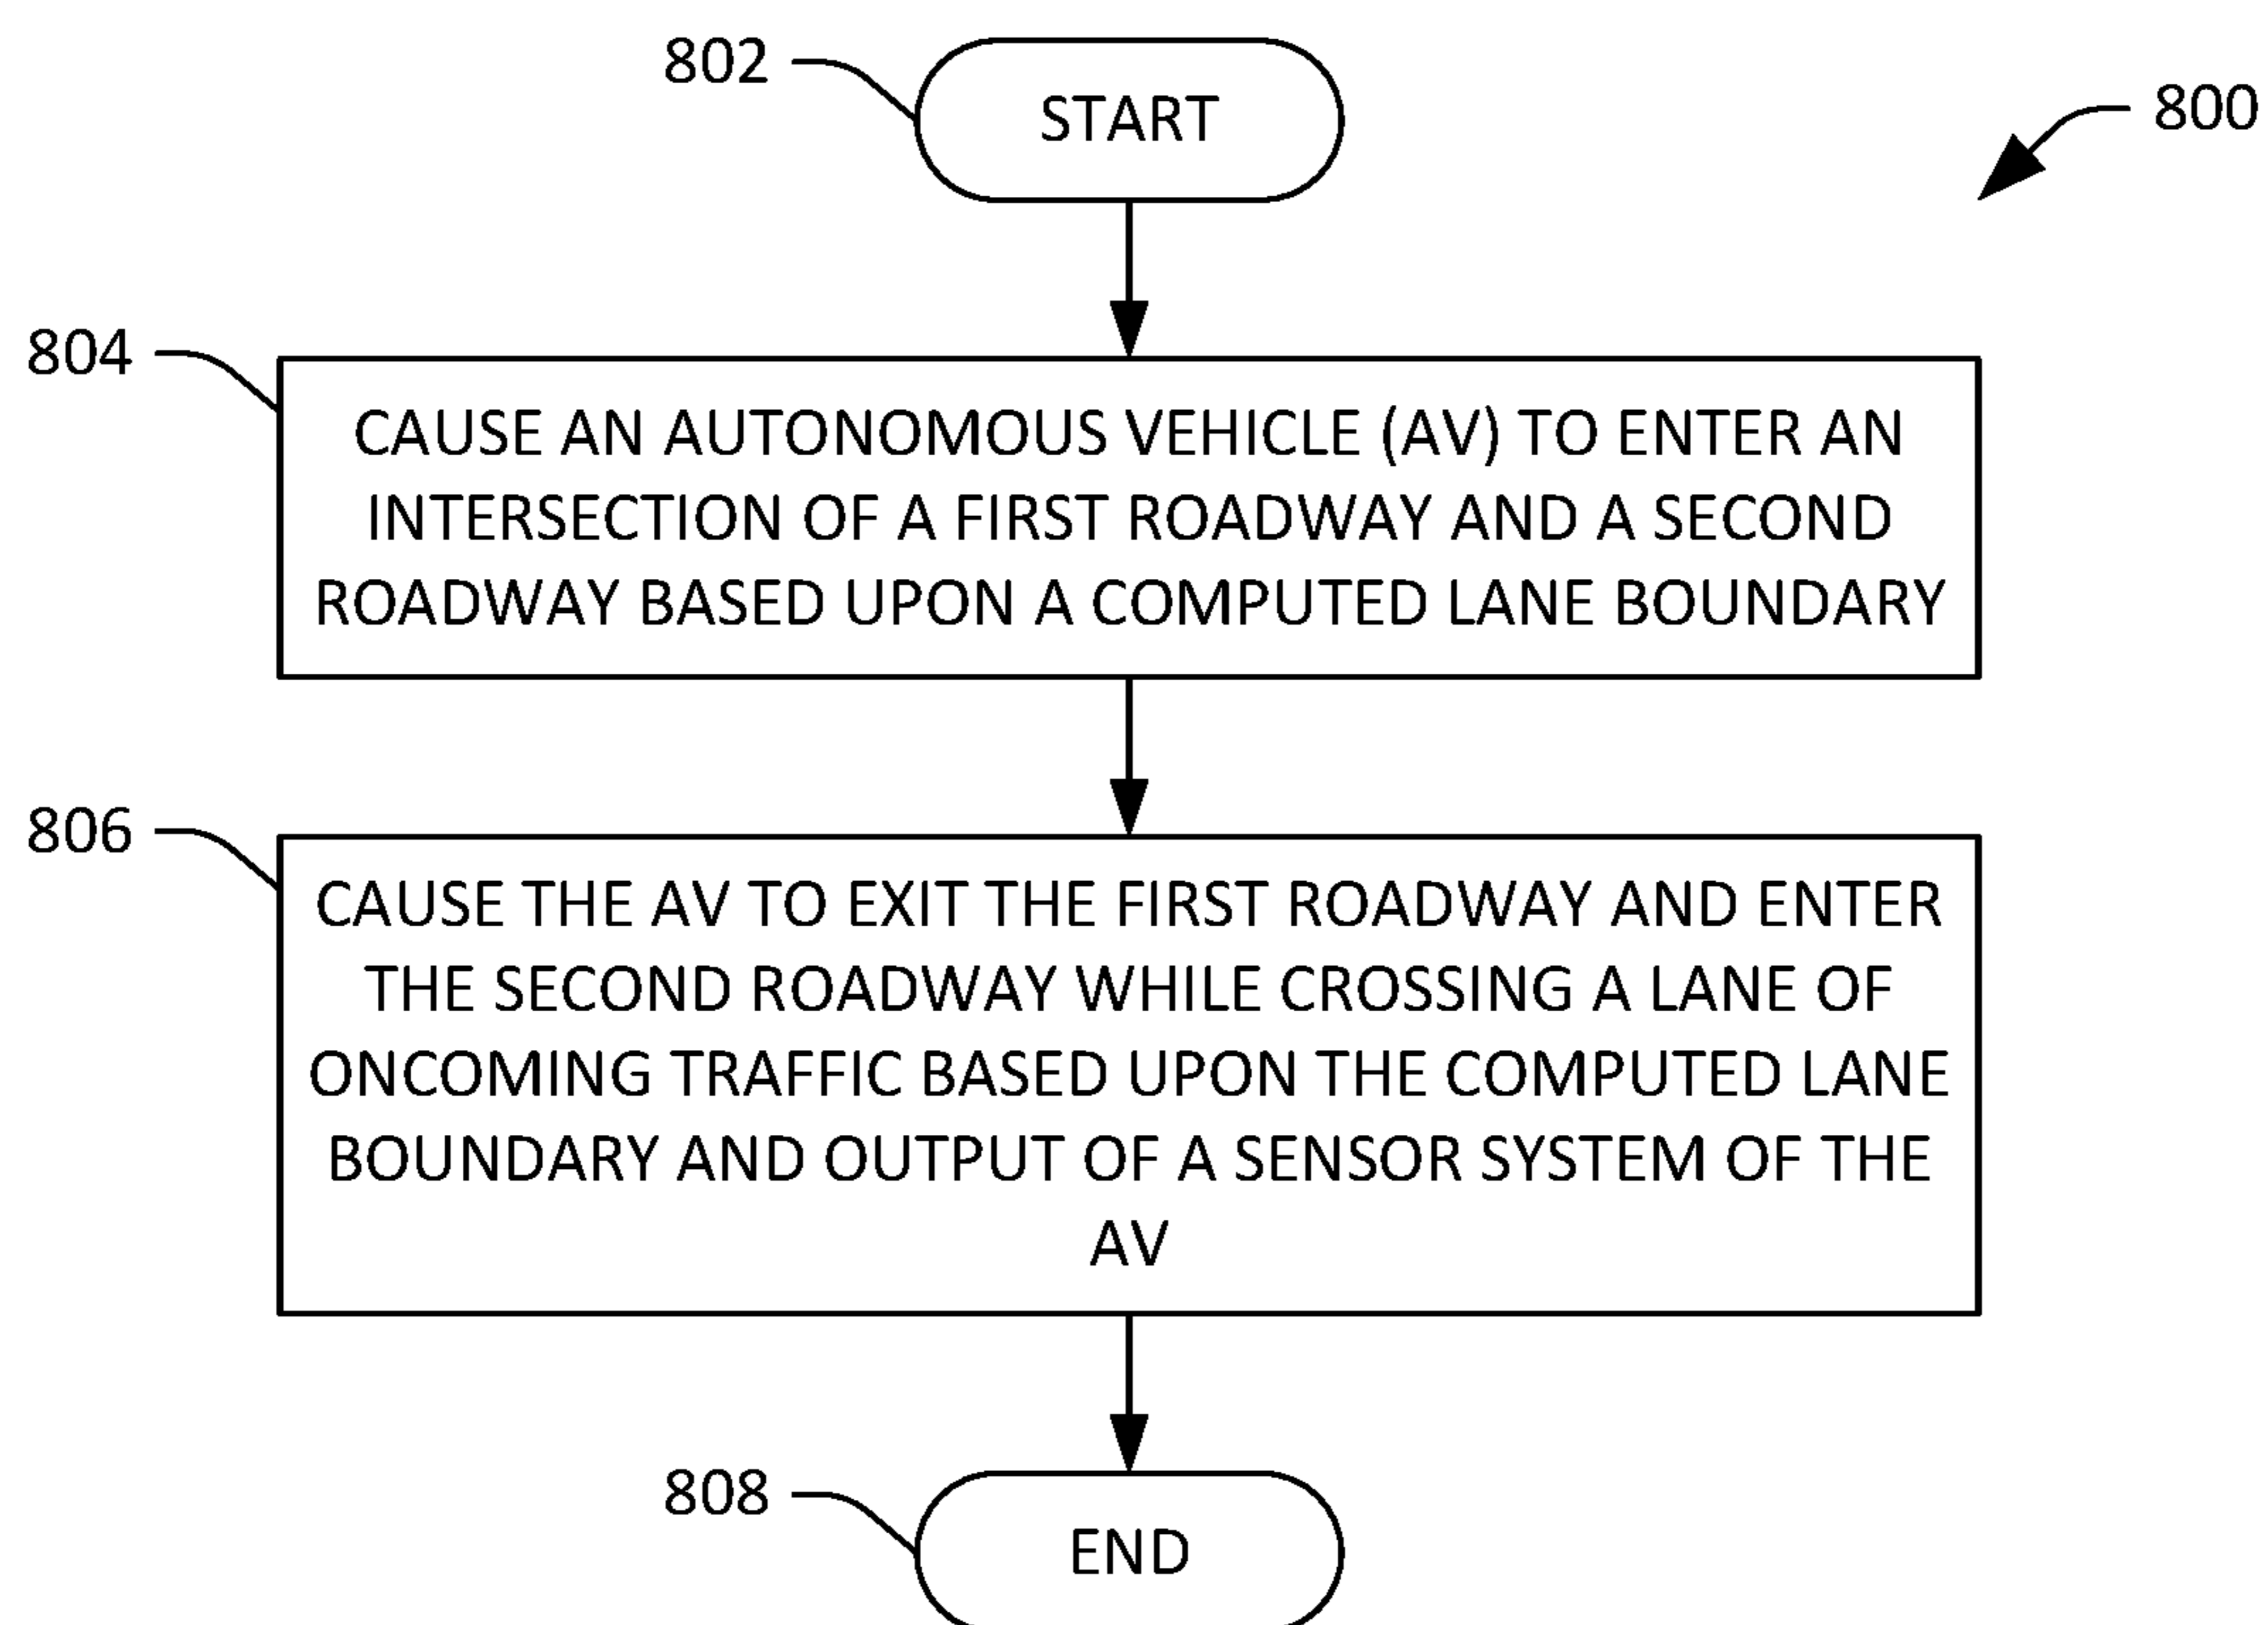 802
START
800
804
CAUSE AN AUTONOMOUS VEHICLE (AV) TO ENTER AN
INTERSECTION OF A FIRST ROADWAY AND A SECOND
ROADWAY BASED UPON A COMPUTED LANE BOUNDARY
806
CAUSE THE AV TO EXIT THE FIRST ROADWAY AND ENTER
THE SECOND ROADWAY WHILE CROSSING A LANE OF
ONCOMING TRAFFIC BASED UPON THE COMPUTED LANE
BOUNDARY AND OUTPUT OF A SENSOR SYSTEM OF THE
AV
808
END